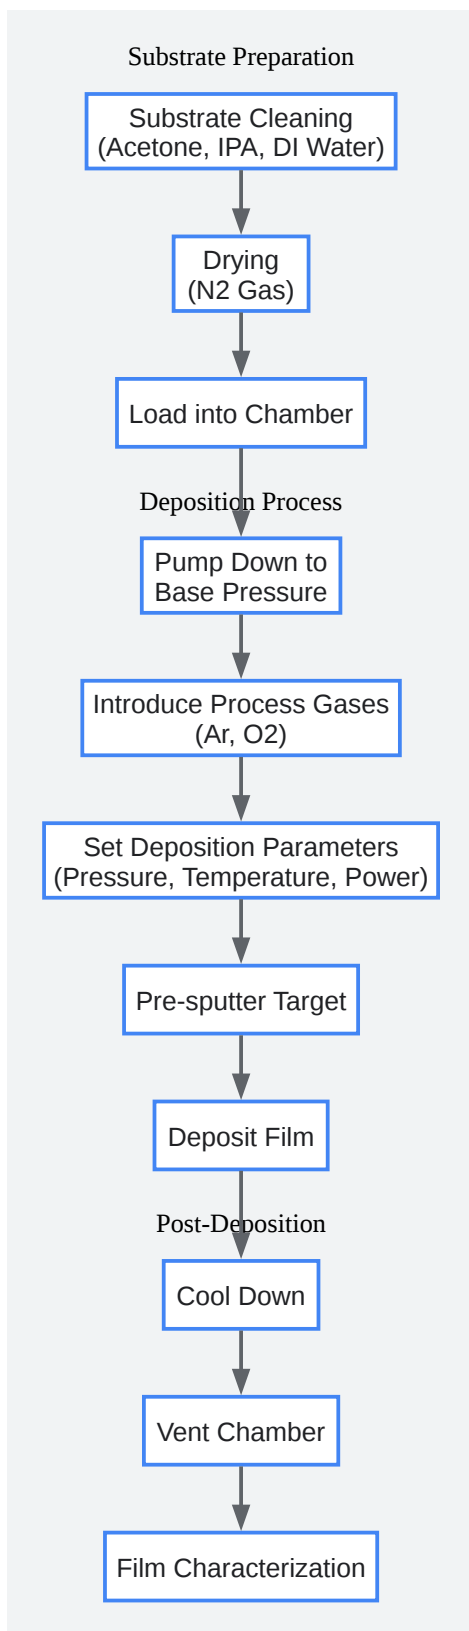 Substrate Preparation
Substrate Cleaning
(Acetone, IPA, DI Water)
Drying
(N2 Gas)
Load into Chamber
Deposition Process
Pump Down to
Base Pressure
Introduce Process Gases
(Ar, O2)
Set Deposition Parameters
(Pressure, Temperature, Power)
Pre-sputter Target
Deposit Film
Post-Deposition
Cool Down
Vent Chamber
Film Characterization